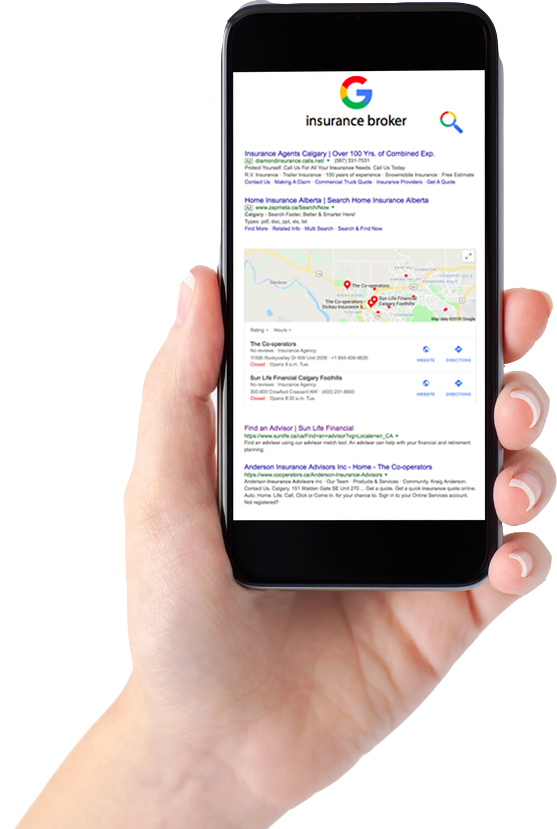 G
insurance broker
Insurance Agents Calgary | Over 100 Yrs. of Combined Exp.
Ad diamondinsurance.calls.net/ (587) 331-7531
Protect Yourself. Call Us For All Your Insurance Needs. Call Us Today
R.V. Insurance · Trailer Insurance · 100 years of experience · Snowmobile Insurance · Free Estimate
Contact Us · Making A Claim · Commercial Truck Quote · Insurance Providers · Get A Quote
Home Insurance Alberta | Search Home Insurance Alberta
Ad www.zapmeta.ca/Search/Now
Calgary - Search Faster, Better & Smarter Here!
Types: pdf, doc, ppt, xls, txt
Find More · Related Info · Multi Search · Search & Find Now
The Co-operators
The Co-operators
Dickau Insurance &...
Sun Life Financial
Calgary Foothills
Map data ©2018 Google
Rating Hours
The Co-operators
No reviews · Insurance Agency
11595 Rockyvalley Dr NW Unit 2008 · +1 844-409-9626
Closed · Opens 9 a.m. Tue.
WEBSITE DIRECTIONS
Sun Life Financial Calgary Foothills
No reviews · Insurance Agency
300-600 Crowfoot Crescent NW · (403) 231-8600
Closed · Opens 8:30 a.m. Tue.
WEBSITE DIRECTIONS
Find an Advisor | Sun Life Financial
https://www.sunlife.ca/ca/Find+an+advisor?vgnLocale=en_CA
Find an advisor using our advisor match tool. An advisor can help with your financial and retirement
planning.
Anderson Insurance Advisors Inc - Home - The Co-operators
https://www.cooperators.ca/Anderson-Insurance-Advisors
Anderson Insurance Advisors Inc · Our Team · Products & Services · Community. Kraig Anderson.
Contact Us. Calgary. 151 Walden Gate SE Unit 270 ... Get a quote. Get a quick insurance quote online:
Auto. Home. Life. Call, Click or Come in. for your chance to. Sign in to your Online Services account.
Not registered?